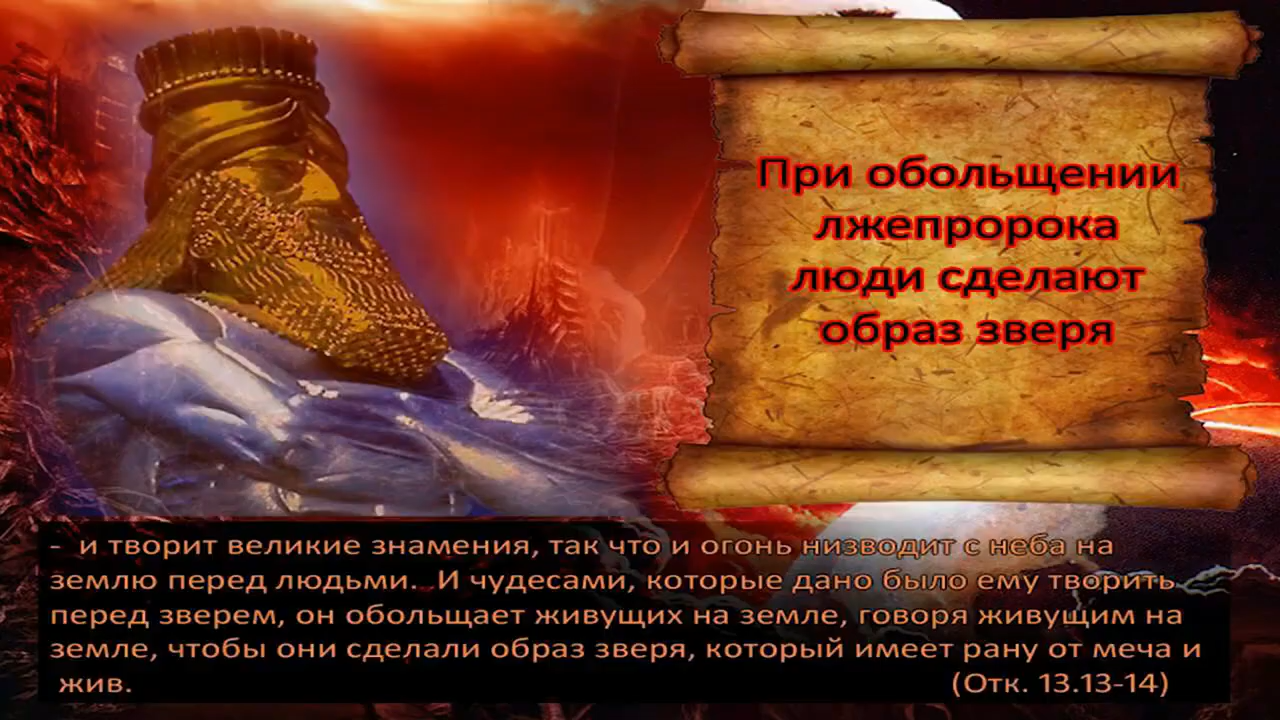 При обольщении
лжепророка
люди сделают
образ зверя
- и творит великие знамения, так что и огонь низводит с неба на
землю перед людьми. И чудесами, которые дано было ему творить
перед зверем, он обольщает живущих на земле, говоря живущим на
земле, чтобы они сделали образ зверя, который имеет рану от меча и
жив. (Отк. 13.13-14)